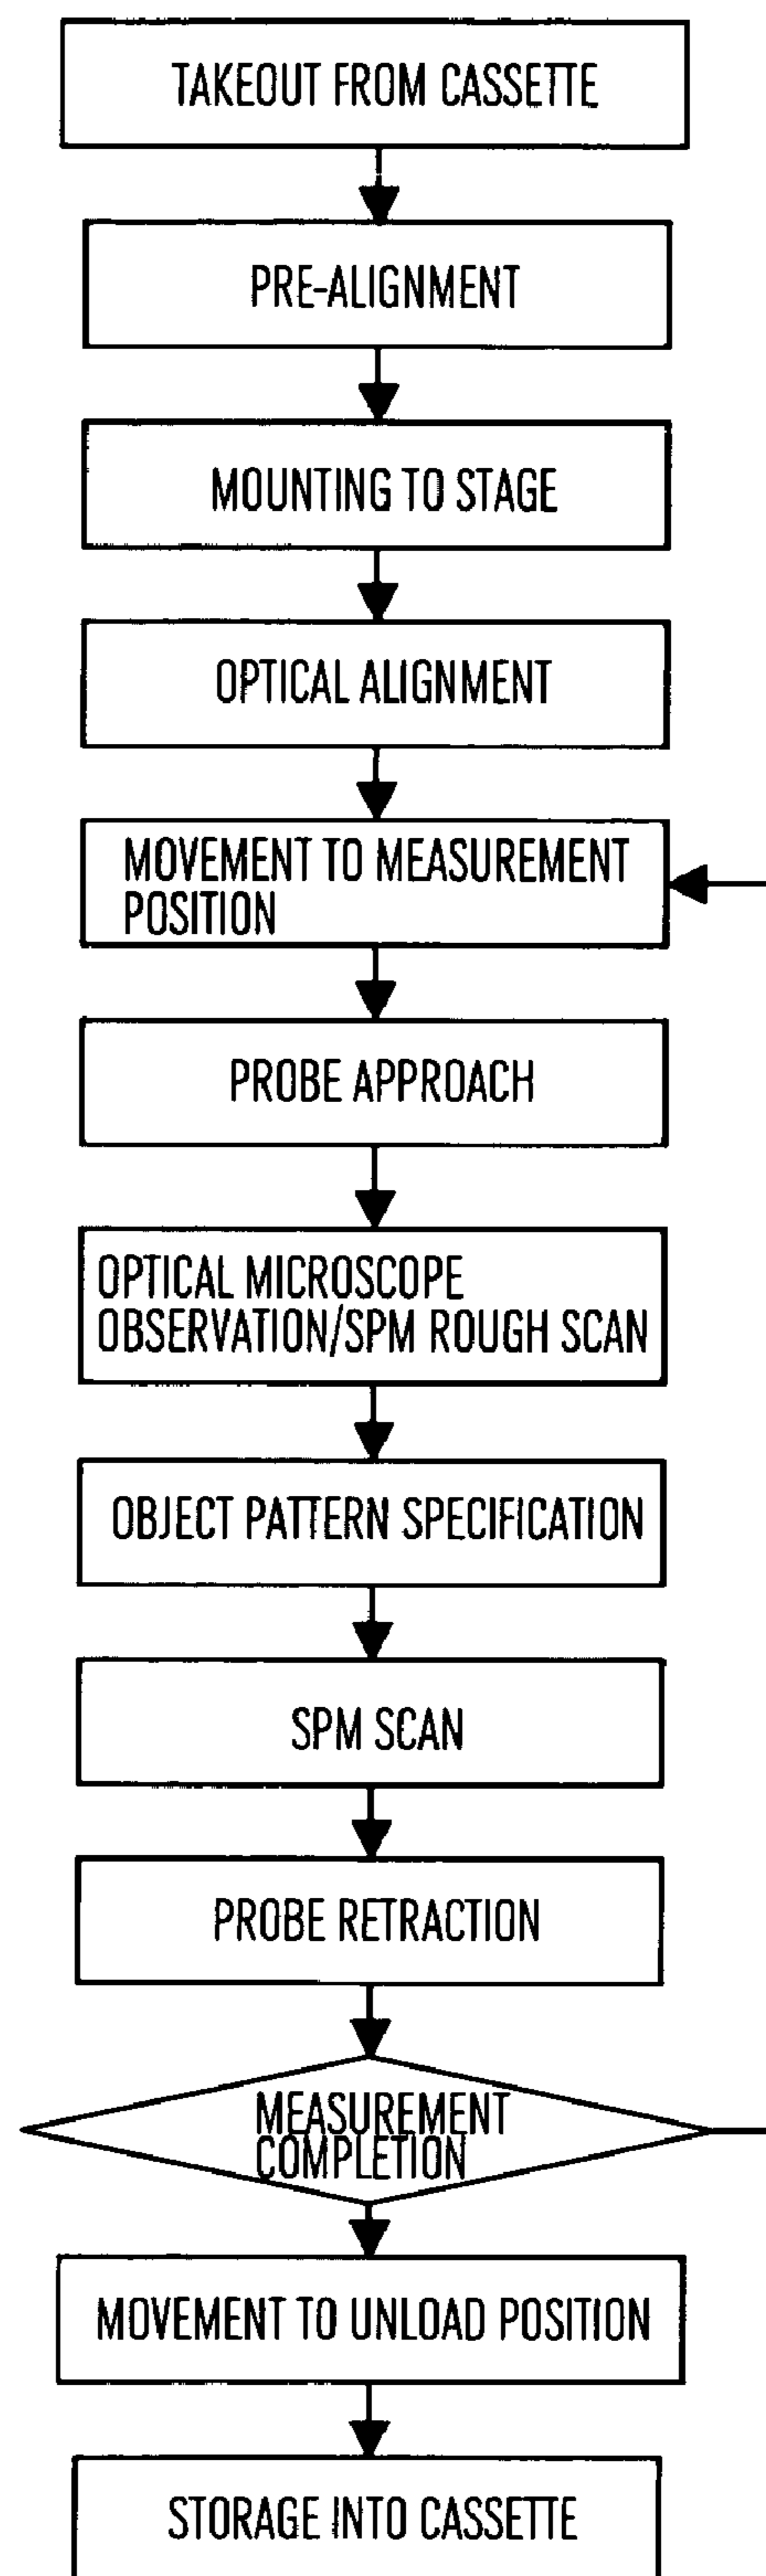 TAKEOUT FROM CASSETTE
PRE-ALIGNMENT
MOUNTING TO STAGE
OPTICAL ALIGNMENT
MOVEMENT TO MEASUREMENT
POSITION
PROBE APPROACH
OPTICAL MICROSCOPE
OBSERVATION/SPM ROUGH SCAN
OBJECT PATTERN SPECIFICATION
SPM SCAN
PROBE RETRACTION
MEASUREMENT
COMPLETION
MOVEMENT TO UNLOAD POSITION
STORAGE INTO CASSETTE